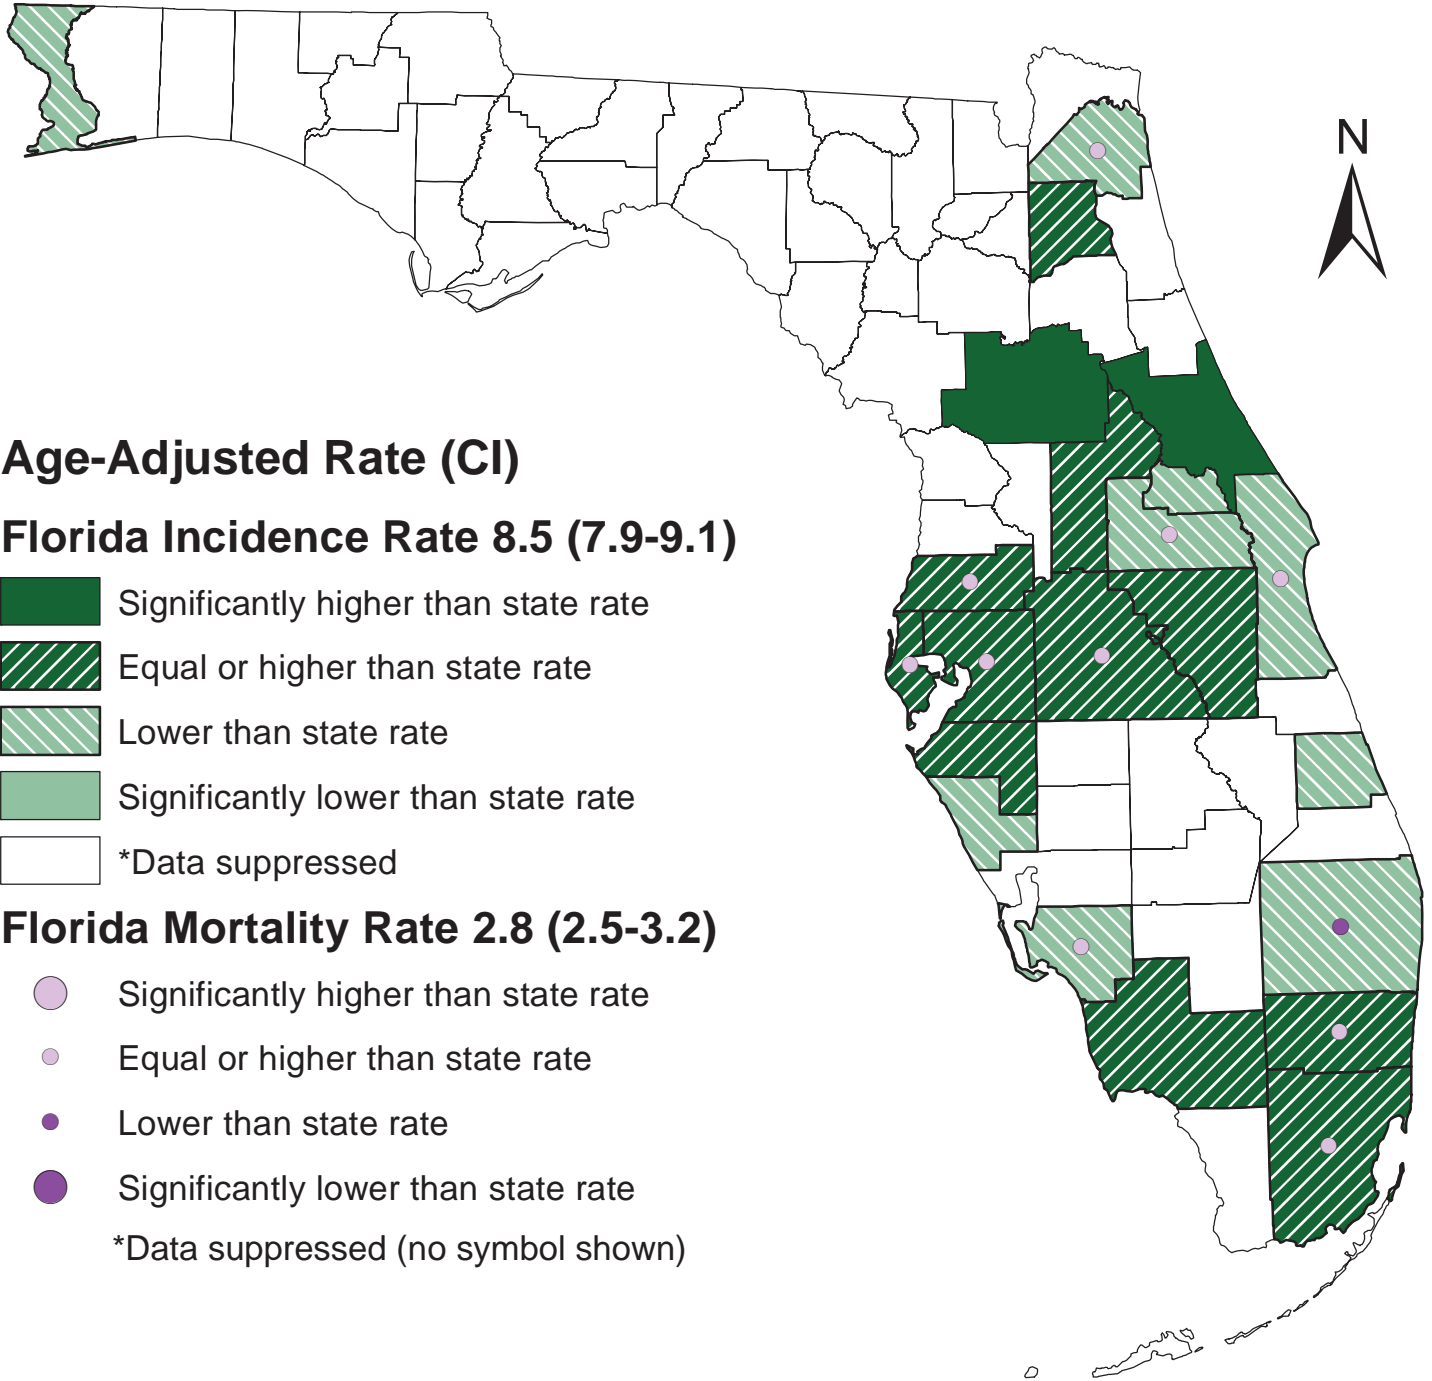 N
Age-Adjusted Rate (CI)
Florida Incidence Rate 8.5 (7.9-9.1)
Significantly higher than state rate
Equal or higher than state rate
Lower than state rate
Significantly lower than state rate
*Data suppressed
Florida Mortality Rate 2.8 (2.5-3.2)
Significantly higher than state rate
Equal or higher than state rate
Lower than state rate
Significantly lower than state rate
*Data suppressed (no symbol shown)